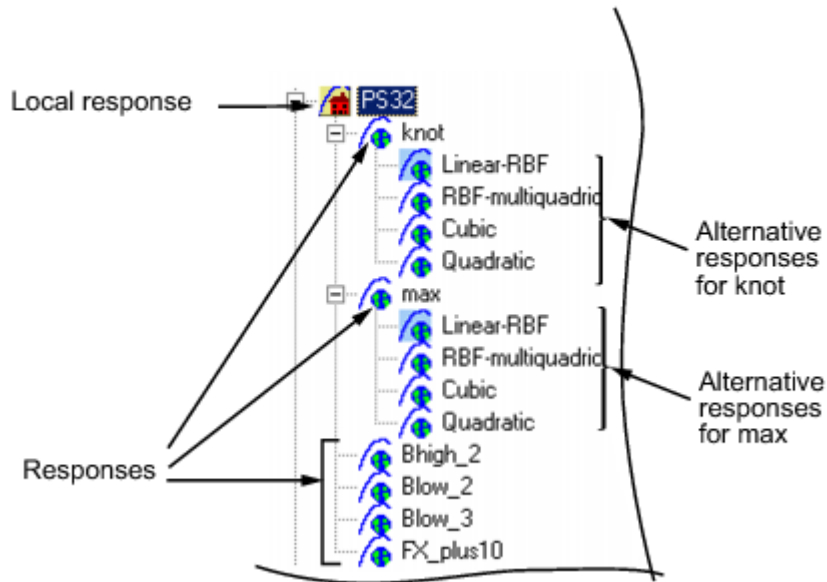 Local response
PS32
knot
Linear-RBF
RBF-multiquadric
Cubic
Quadratic
Alternative
responses
for knot
max
Linear-RBF
RBF-multiquadric
Cubic
Quadratic
Alternative
responses
for max
Responses
Bhigh_2
Blow_2
Blow_3
FX_plus10